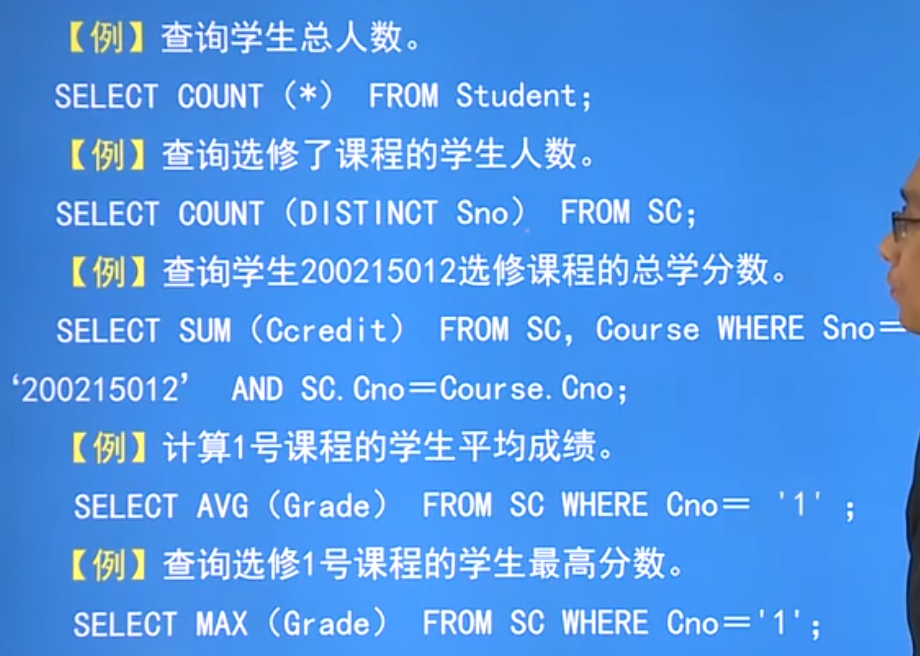 【例】查询学生总人数。
SELECT COUNT（*） FROM Student;
【例】查询选修了课程的学生人数。
SELECT COUNT（DISTINCT Sno） FROM SC;
【例】查询学生200215012选修课程的总学分数。
SELECT SUM（Ccredit） FROM SC, Course WHERE Sno＝
‘200215012’ AND SC.Cno＝Course.Cno;
【例】计算1号课程的学生平均成绩。
SELECT AVG（Grade） FROM SC WHERE Cno＝ '1' ;
【例】查询选修1号课程的学生最高分数。
SELECT MAX（Grade） FROM SC WHERE Cno＝'1';